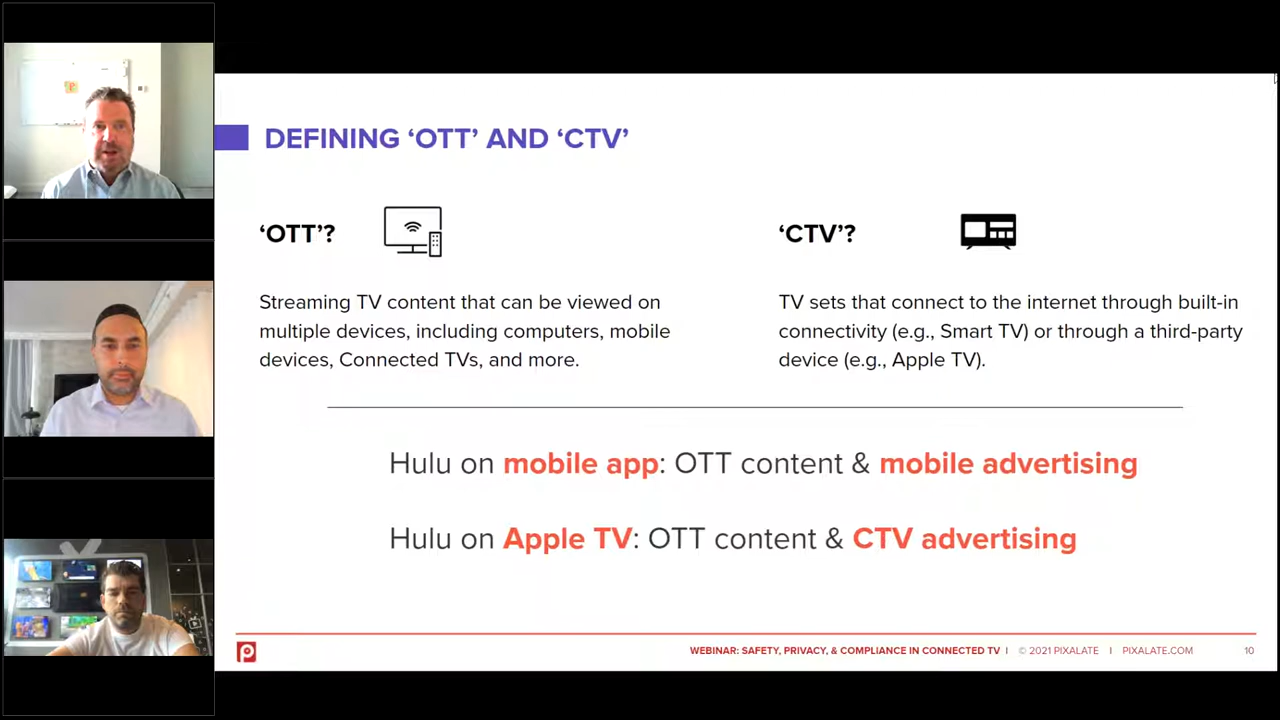 DEFINING ‘OTT’ AND ‘CTV’
‘OTT’?
Streaming TV content that can be viewed on
multiple devices, including computers, mobile
devices, Connected TVs, and more.
‘CTV’?
TV sets that connect to the internet through built-in
connectivity (e.g., Smart TV) or through a third-party
device (e.g., Apple TV).
Hulu on mobile app: OTT content & mobile advertising
Hulu on Apple TV: OTT content & CTV advertising
WEBINAR: SAFETY, PRIVACY, & COMPLIANCE IN CONNECTED TV I © 2021 PIXALATE I PIXALATE.COM 10